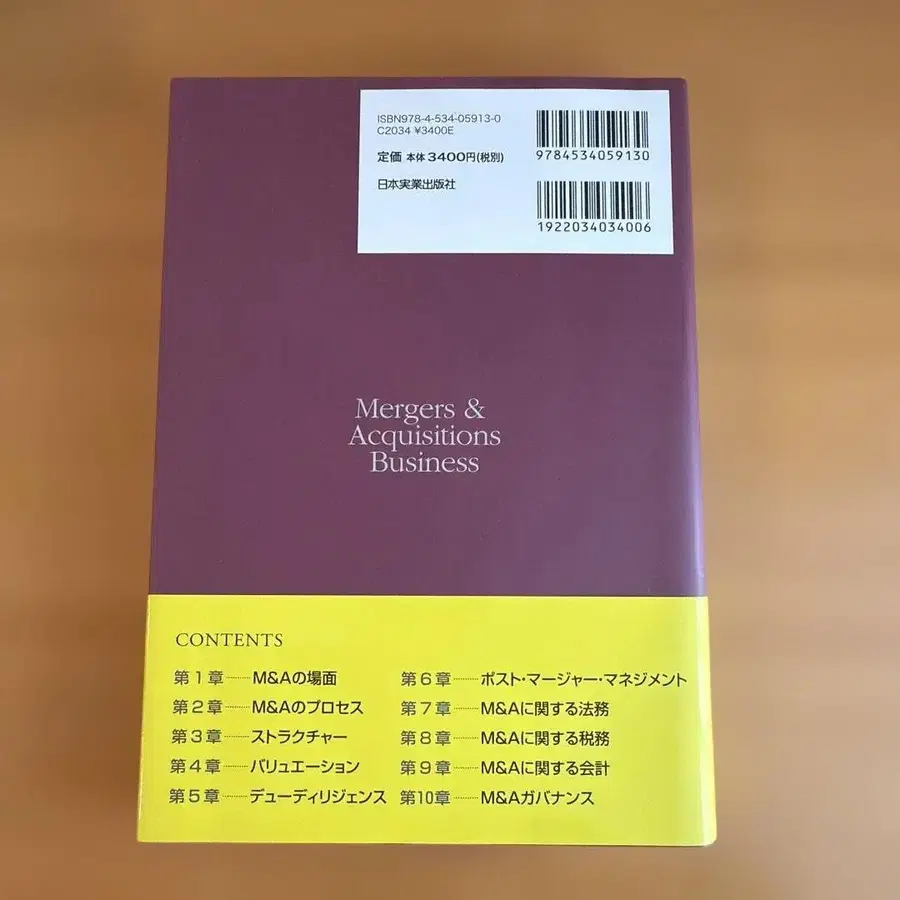 ISBN978-4-534-05913-0
C2034 ¥3400E
定価 本体3400円(税別)
日本実業出版社
9784534059130
1922034034006
Mergers &
Acquisitions
Business
CONTENTS
第1章………M&Aの場面
第2章………M&Aのプロセス
第3章………ストラクチャー
第4章………バリュエーション
第5章………デューディリジェンス
第6章………ポスト・マージャー・マネジメント
第7章………M&Aに関する法務
第8章………M&Aに関する税務
第9章………M&Aに関する会計
第10章………M&Aガバナンス